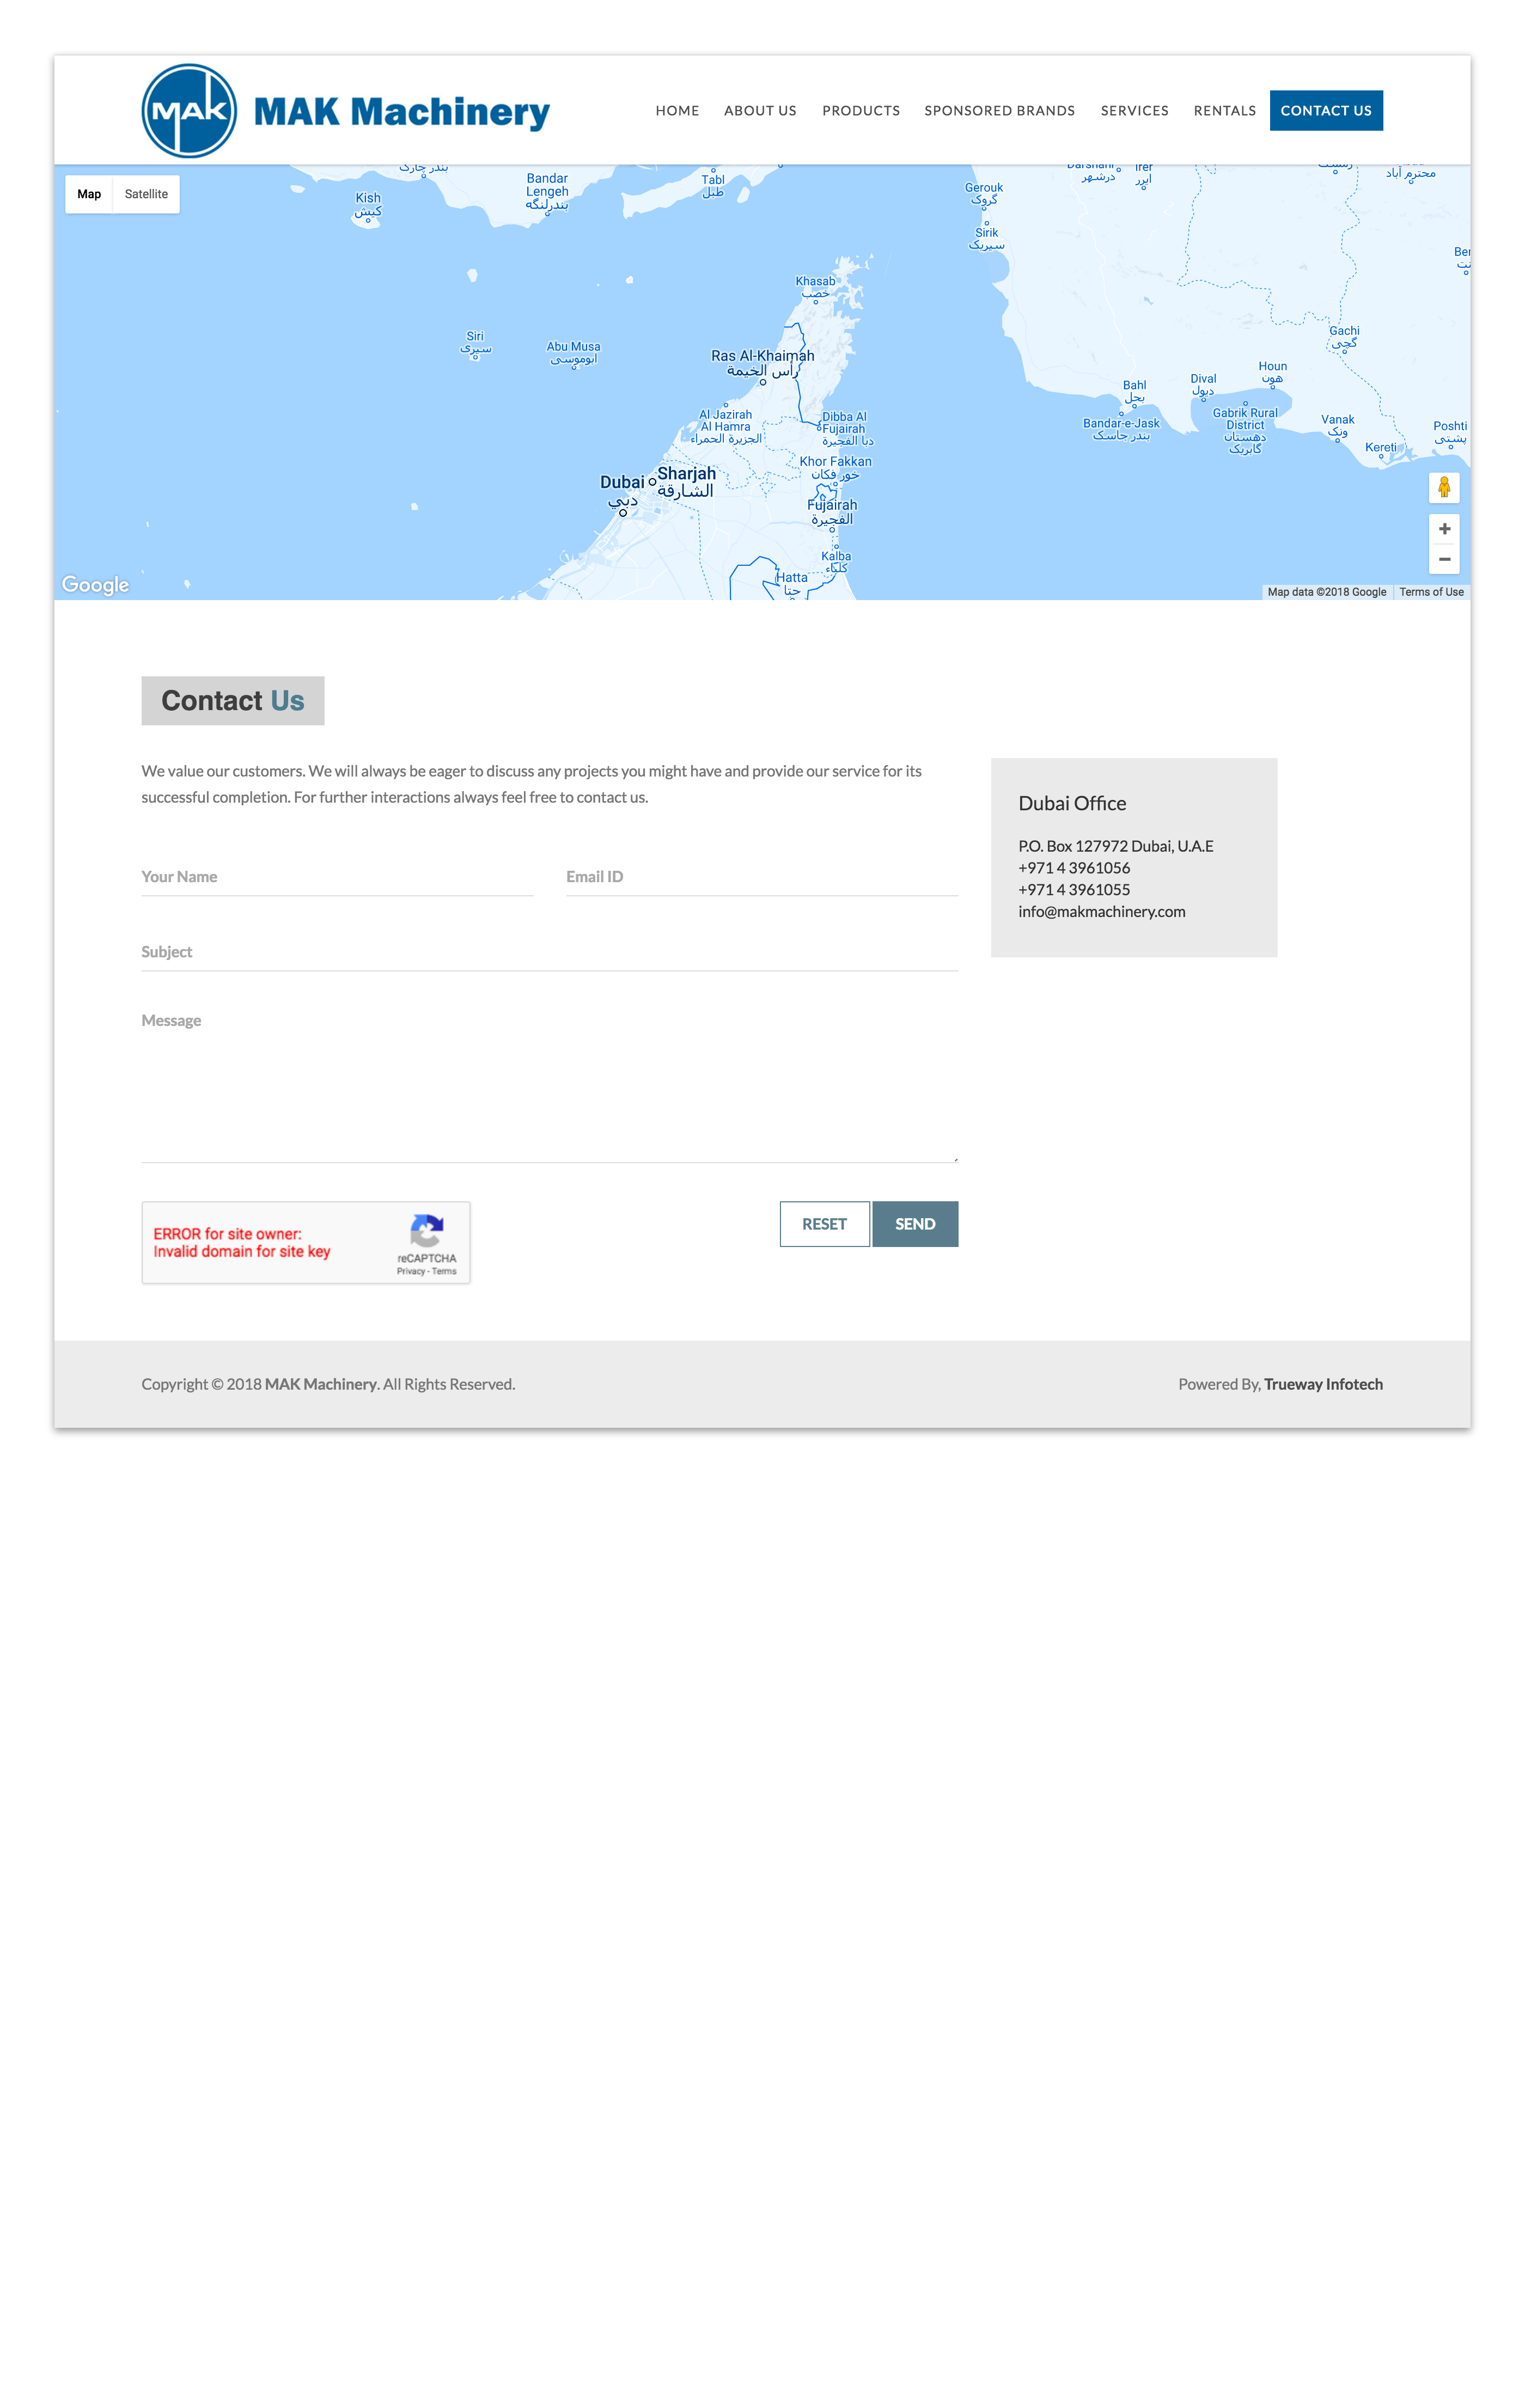 MAK
MAK Machinery
HOME
ABOUT US
PRODUCTS
SPONSORED BRANDS
SERVICES
RENTALS
CONTACT US
Map
Satellite
Kish
کیش
Bandar
Lengeh
بندرلنگه
Tabl
طبل
Gerouk
گروک
Sirik
سیریک
Khasab
خصب
Siri
سیری
Abu Musa
ابوموسی
Ras Al-Khaimah
رأس الخيمة
Gachi
گچی
Houn
هون
Dival
دیول
Bahl
بحل
Al Jazirah
Al Hamra
الجزيرة الحمراء
Dibba Al
Fujairah
دبا الفجيرة
Bandar-e-Jask
بندر جاسک
Gabrik Rural
District
دهستان
گابریک
Vanak
ونک
Kereti
Poshti
پشتی
Khor Fakkan
خور فكان
Dubai
دبي
Sharjah
الشارقة
Fujairah
الفجيرة
Kalba
كلباء
Hatta
حتا
Google
Map data ©2018 Google
Terms of Use
Contact Us
We value our customers. We will always be eager to discuss any projects you might have and provide our service for its
successful completion. For further interactions always feel free to contact us.
Your Name
Email ID
Subject
Message
Dubai Office
P.O. Box 127972 Dubai, U.A.E
+971 4 3961056
+971 4 3961055
info@makmachinery.com
ERROR for site owner:
Invalid domain for site key
reCAPTCHA
Privacy - Terms
RESET
SEND
Copyright © 2018 MAK Machinery. All Rights Reserved.
Powered By, Trueway Infotech